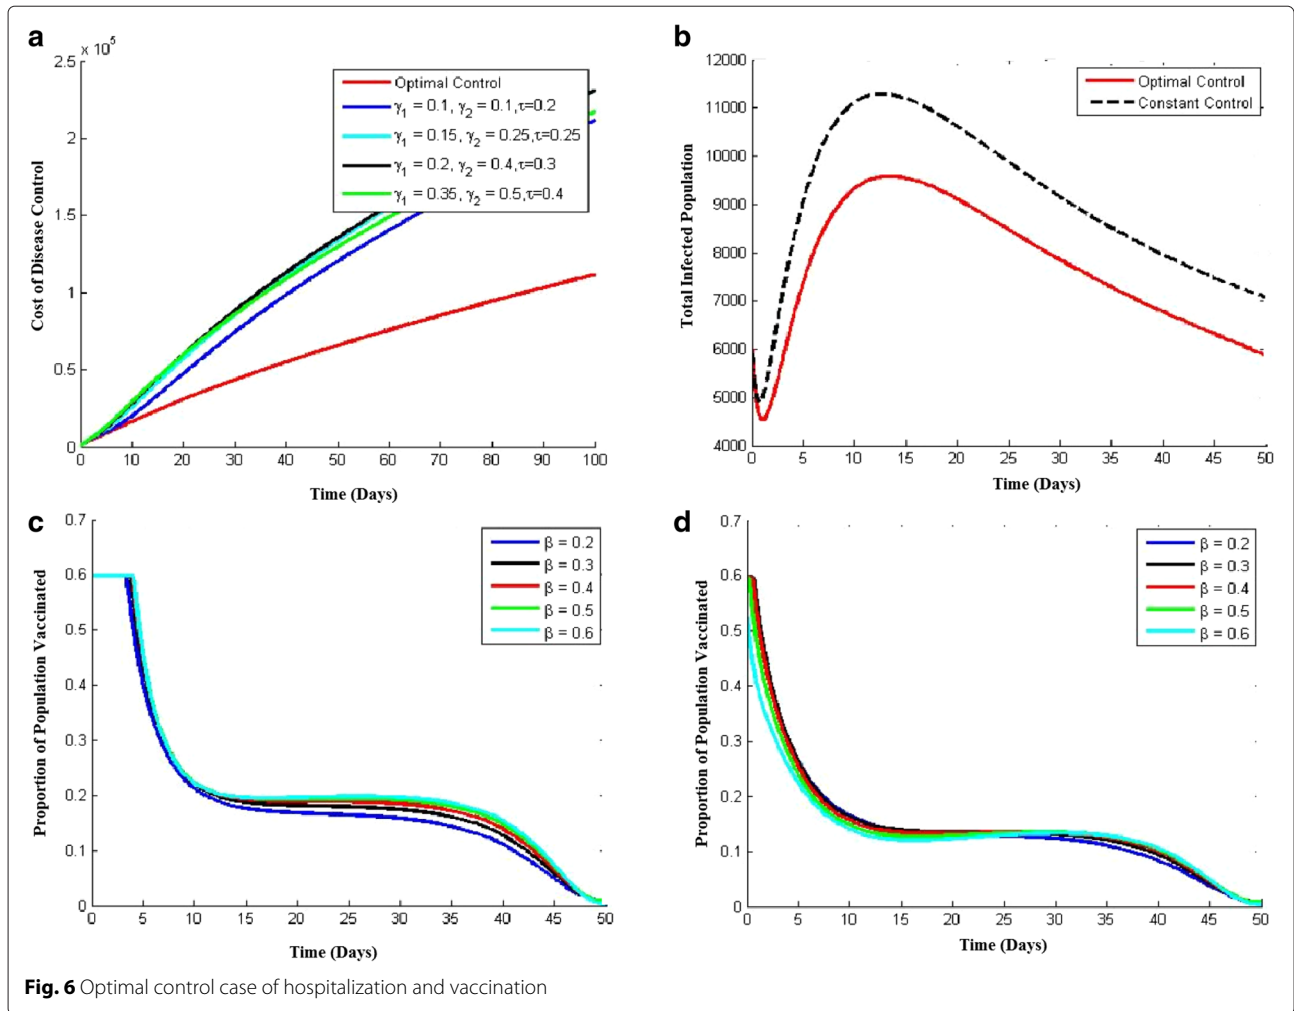 a
× 10^5
2.5
2
1.5
1
0.5
0
0 10 20 30 40 50 60 70 80 90 100
Cost of Disease Control
Time (Days)
Optimal Control
γ1 = 0.1, γ2 = 0.1,τ=0.2
γ1 = 0.15, γ2 = 0.25,τ=0.25
γ1 = 0.2, γ2 = 0.4,τ=0.3
γ1 = 0.35, γ2 = 0.5,τ=0.4
b
12000
11000
10000
9000
8000
7000
6000
5000
4000
0 5 10 15 20 25 30 35 40 45 50
Total Infected Population
Time (Days)
Optimal Control
Constant Control
c
0.7
0.6
0.5
0.4
0.3
0.2
0.1
0
0 5 10 15 20 25 30 35 40 45 50
Proportion of Population Vaccinated
Time (Days)
β = 0.2
β = 0.3
β = 0.4
β = 0.5
β = 0.6
d
0.7
0.6
0.5
0.4
0.3
0.2
0.1
0
0 5 10 15 20 25 30 35 40 45 50
Proportion of Population Vaccinated
Time (Days)
β = 0.2
β = 0.3
β = 0.4
β = 0.5
β = 0.6
Fig. 6 Optimal control case of hospitalization and vaccination